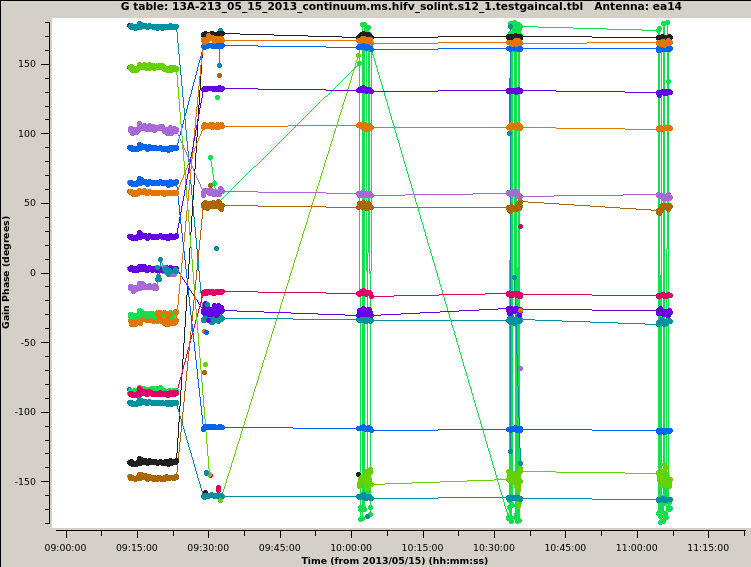 G table: 13A-213_05_15_2013_continuum.ms.hifv_solint.s12_1.testgaincal.tbl Antenna: ea14
150
100
50
0
-50
-100
-150
Gain Phase (degrees)
09:00:00 09:15:00 09:30:00 09:45:00 10:00:00 10:15:00 10:30:00 10:45:00 11:00:00 11:15:00
Time (from 2013/05/15) (hh:mm:ss)